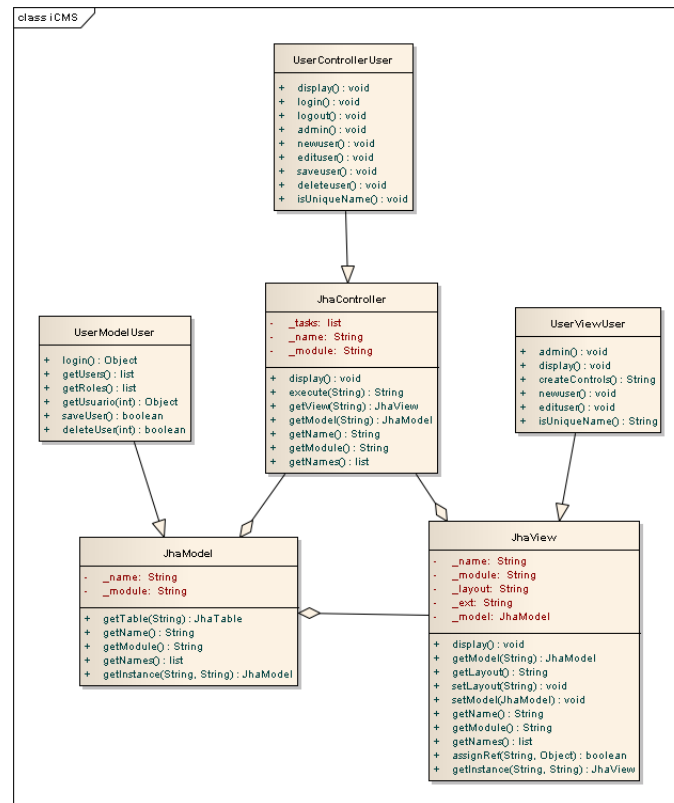 class iCMS
UserControllerUser
+ display() : void
+ login() : void
+ logout() : void
+ admin() : void
+ newuser() : void
+ edituser() : void
+ saveuser() : void
+ deleteuser() : void
+ isUniqueName() : void
JhaController
- _tasks: list
- _name: String
- _module: String
+ display() : void
+ execute(String) : String
+ getView(String) : JhaView
+ getModel(String) : JhaModel
+ getName() : String
+ getModule() : String
+ getNames() : list
UserModelUser
+ login() : Object
+ getUsers() : list
+ getRoles() : list
+ getUsuario(int) : Object
+ saveUser() : boolean
+ deleteUser(int) : boolean
UserViewUser
+ admin() : void
+ display() : void
+ createControls() : String
+ newuser() : void
+ edituser() : void
+ isUniqueName() : String
JhaModel
- _name: String
- _module: String
+ getTable(String) : JhaTable
+ getName() : String
+ getModule() : String
+ getNames() : list
+ getInstance(String, String) : JhaModel
JhaView
- _name: String
- _module: String
- _layout: String
- _ext: String
- _model: JhaModel
+ display() : void
+ getModel(String) : JhaModel
+ getLayout() : String
+ setLayout(String) : void
+ setModel(JhaModel) : void
+ getName() : String
+ getModule() : String
+ getNames() : list
+ assignRef(String, Object) : boolean
+ getInstance(String, String) : JhaView